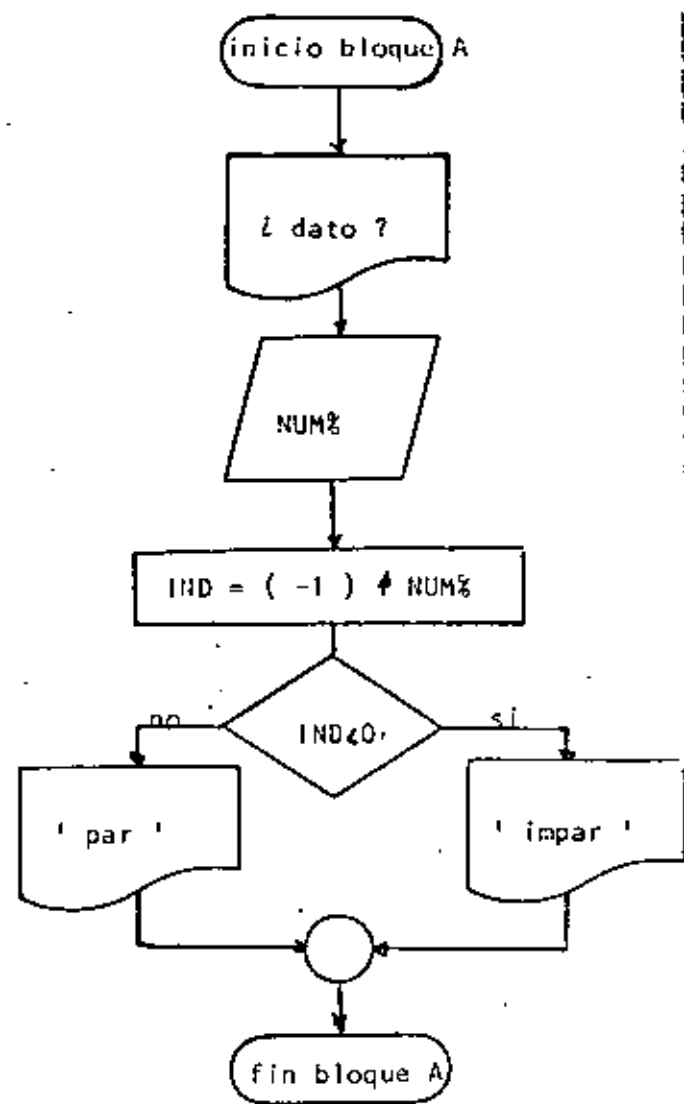 inicio bloque A
¿ dato ?
NUM%
IND = ( -1 ) ↑ NUM%
IND<0
no
si
' par '
' impar '
fin bloque A